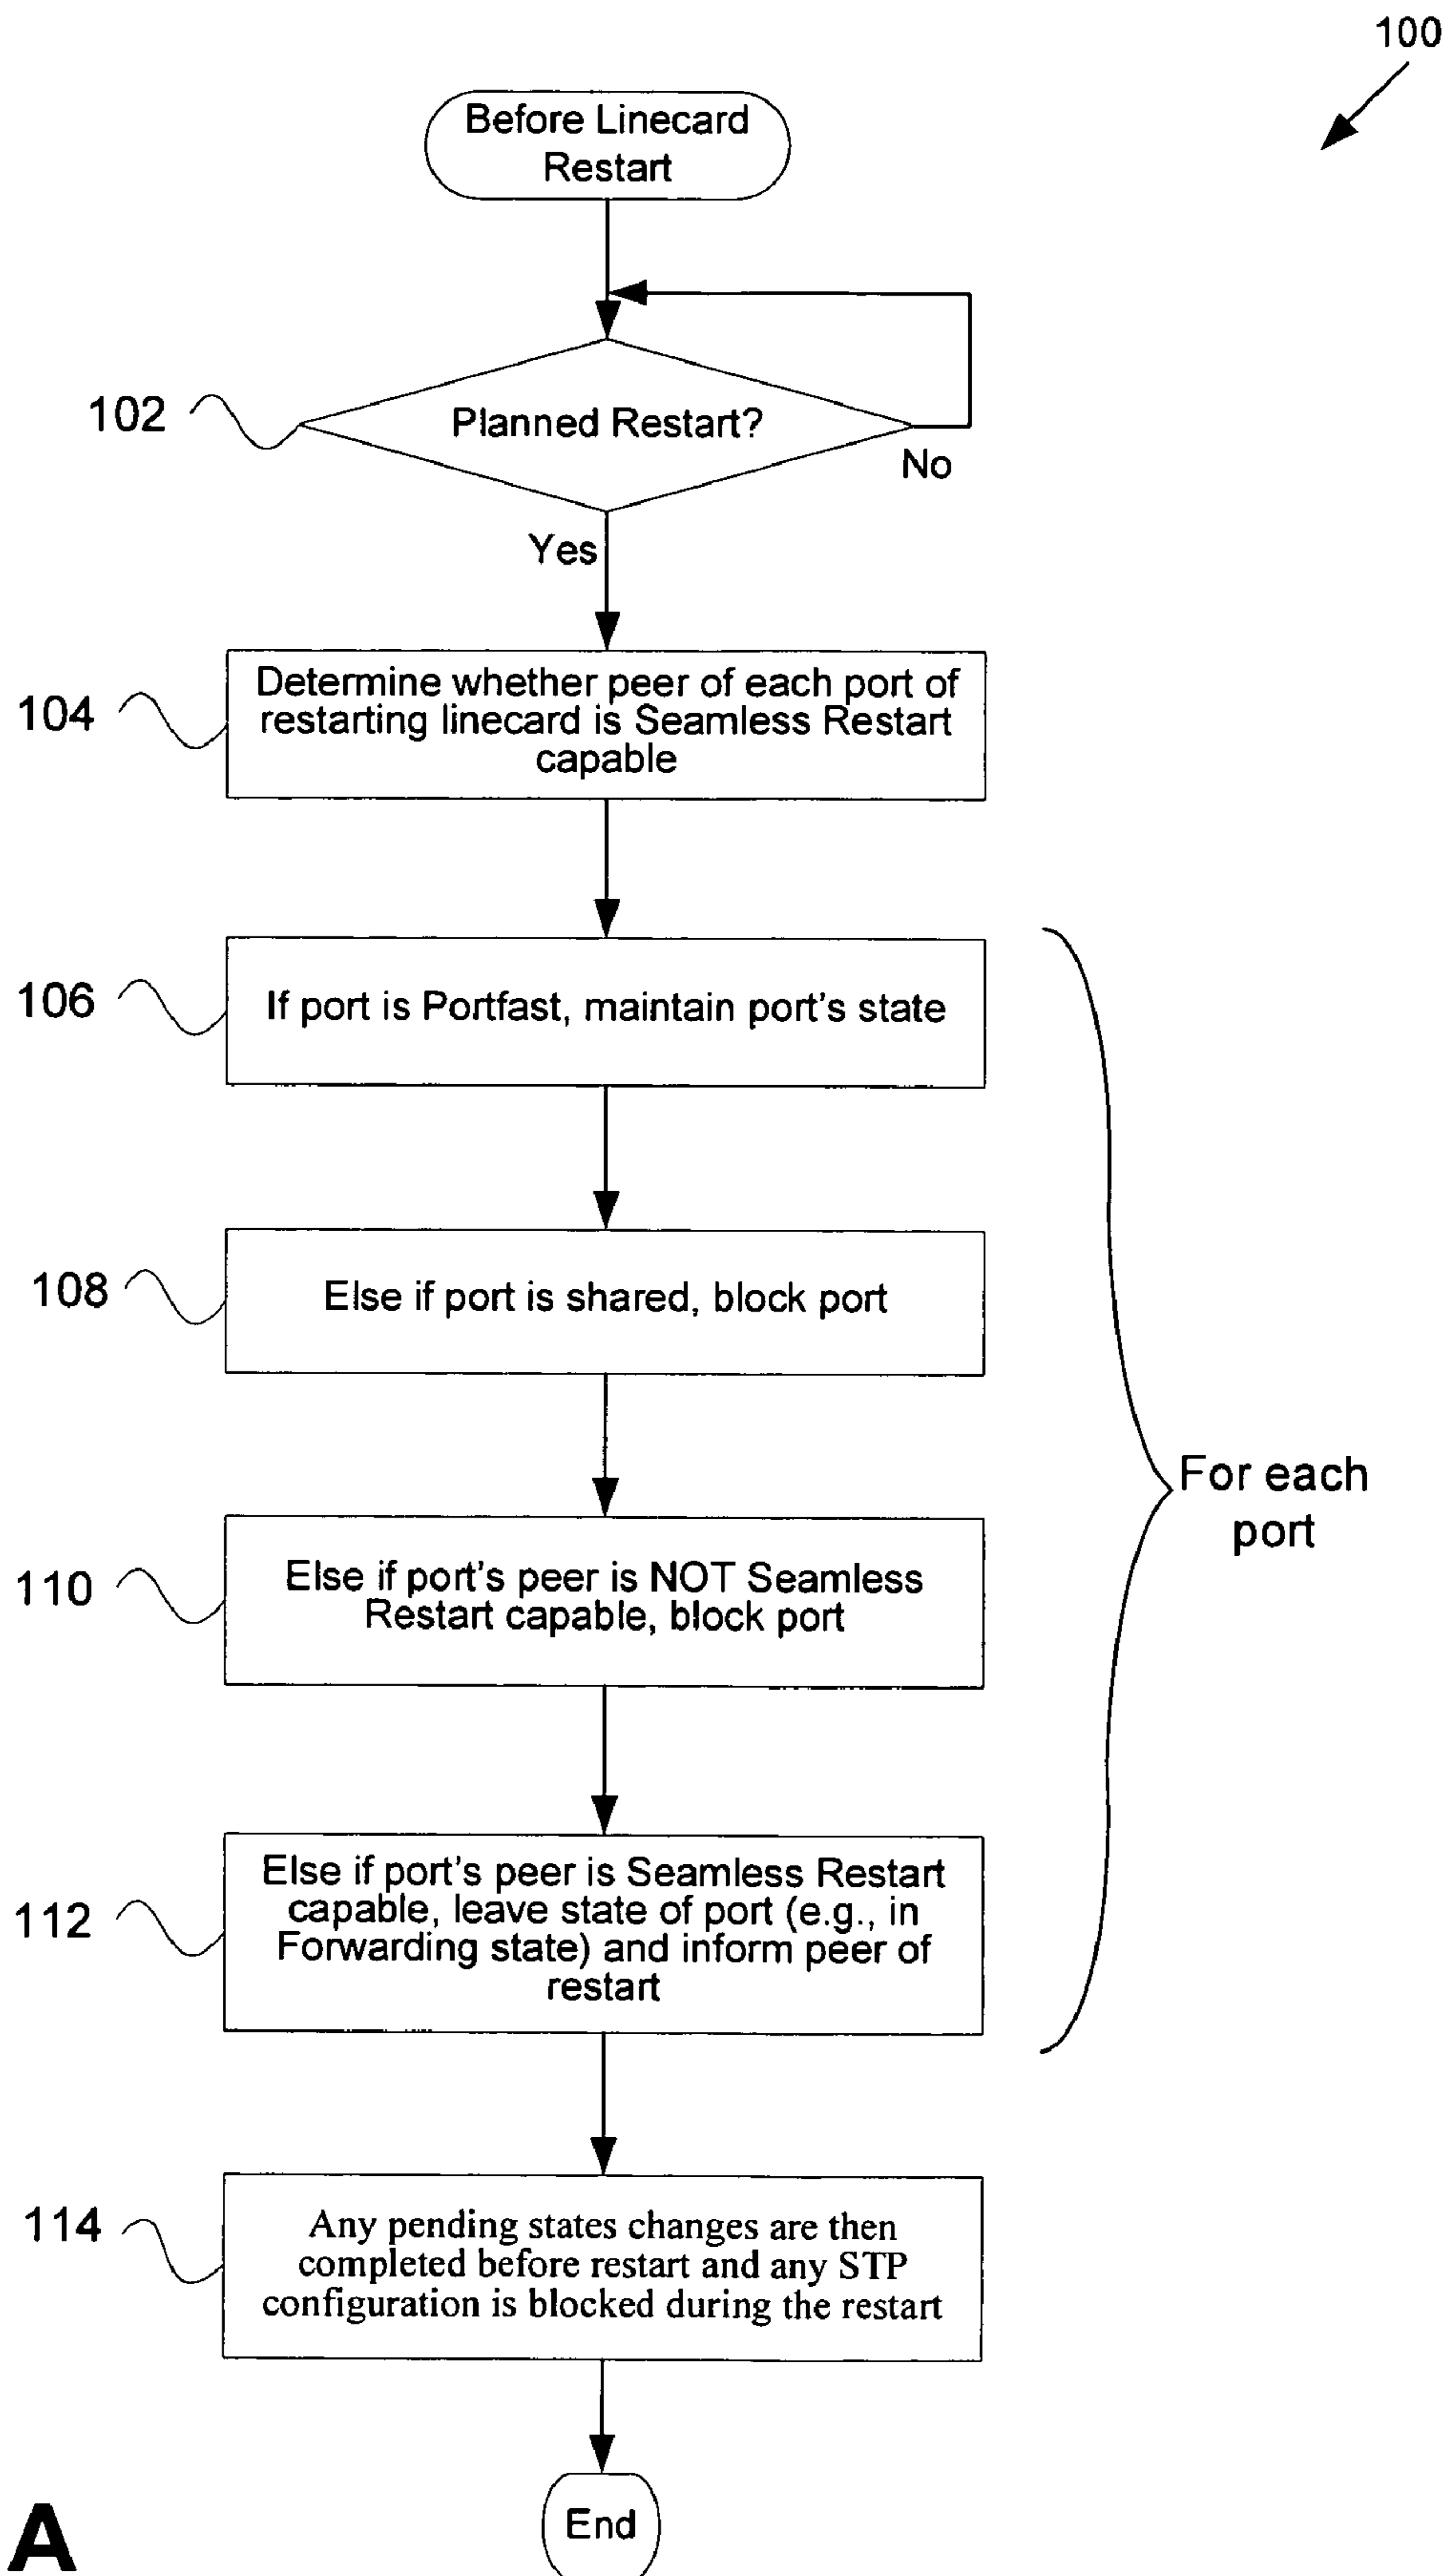 100
Before Linecard
Restart
102
Planned Restart?
No
Yes
104
Determine whether peer of each port of
restarting linecard is Seamless Restart
capable
106
If port is Portfast, maintain port's state
108
Else if port is shared, block port
For each
port
110
Else if port's peer is NOT Seamless
Restart capable, block port
112
Else if port's peer is Seamless Restart
capable, leave state of port (e.g., in
Forwarding state) and inform peer of
restart
114
Any pending states changes are then
completed before restart and any STP
configuration is blocked during the restart
End
A